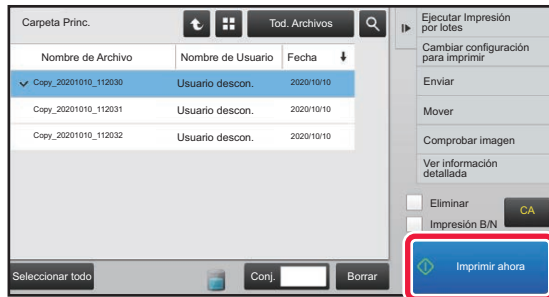 Carpeta Princ.
Tod. Archivos
Nombre de Archivo Nombre de Usuario Fecha
Copy_20201010_112030 Usuario descon. 2020/10/10
Copy_20201010_112031 Usuario descon. 2020/10/10
Copy_20201010_112032 Usuario descon. 2020/10/10
Seleccionar todo
Conj.
Borrar
Ejecutar Impresión
por lotes
Cambiar configuración
para imprimir
Enviar
Mover
Comprobar imagen
Ver información
detallada
Eliminar
Impresión B/N
CA
Imprimir ahora